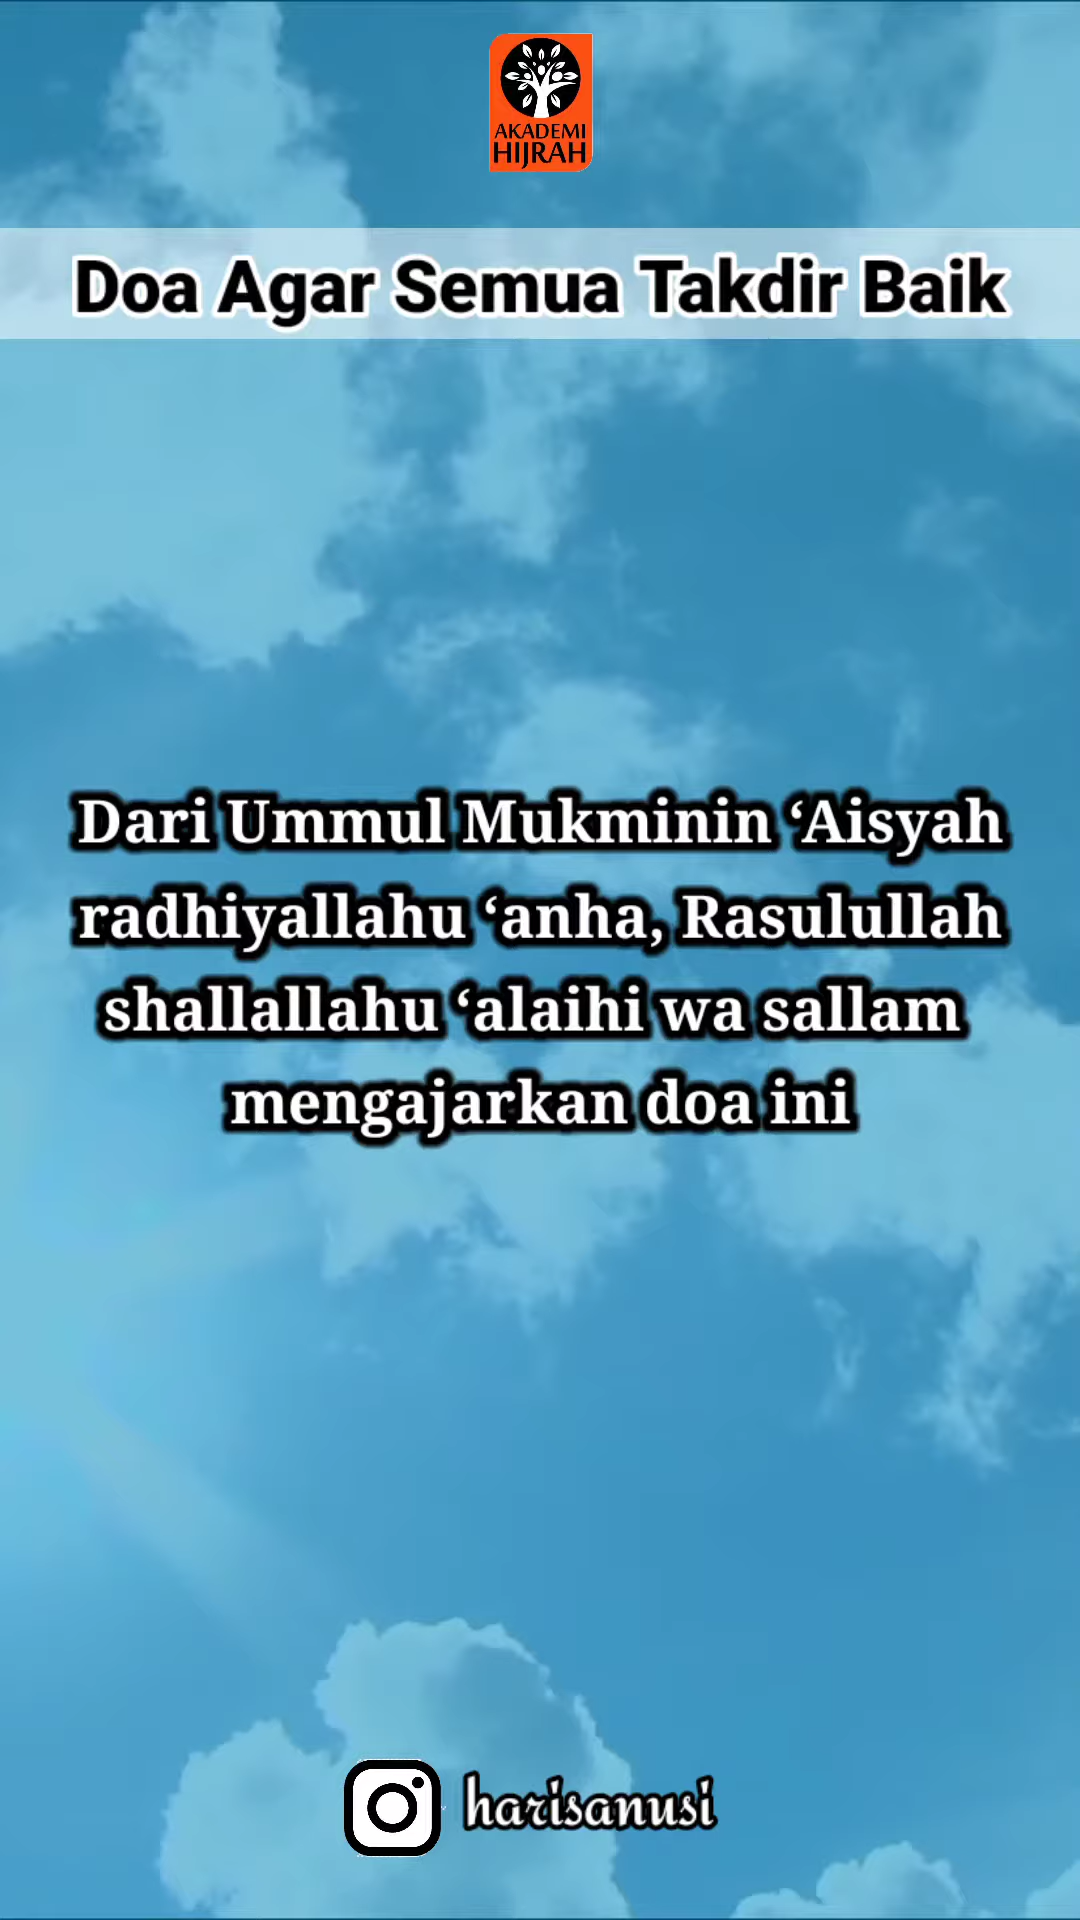 AKADEMI
HIJRAH
Doa Agar Semua Takdir Baik
Dari Ummul Mukminin ‘Aisyah
radhiyallahu ‘anha, Rasulullah
shallallahu ‘alaihi wa sallam
mengajarkan doa ini
harisanusi